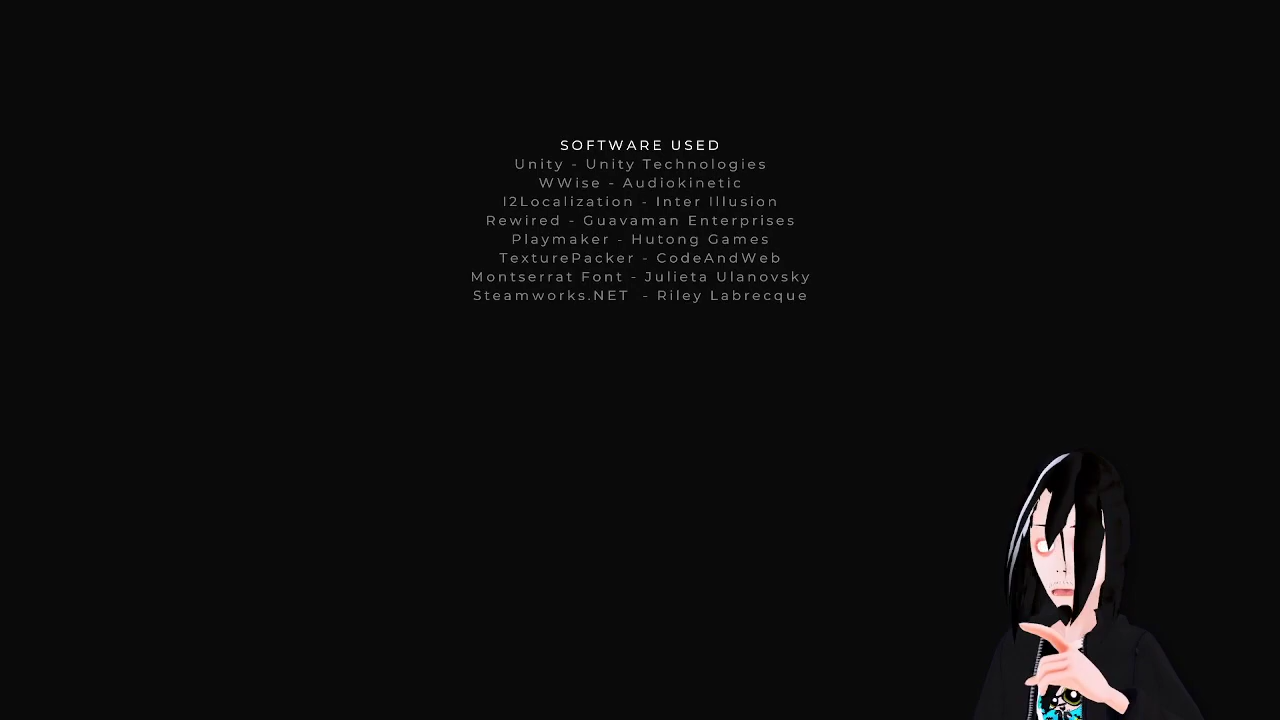 SOFTWARE USED
Unity - Unity Technologies
WWise - Audiokinetic
I2Localization - Inter Illusion
Rewired - Guavaman Enterprises
Playmaker - Hutong Games
TexturePacker - CodeAndWeb
Montserrat Font - Julieta Ulanovsky
Steamworks.NET - Riley Labrecque